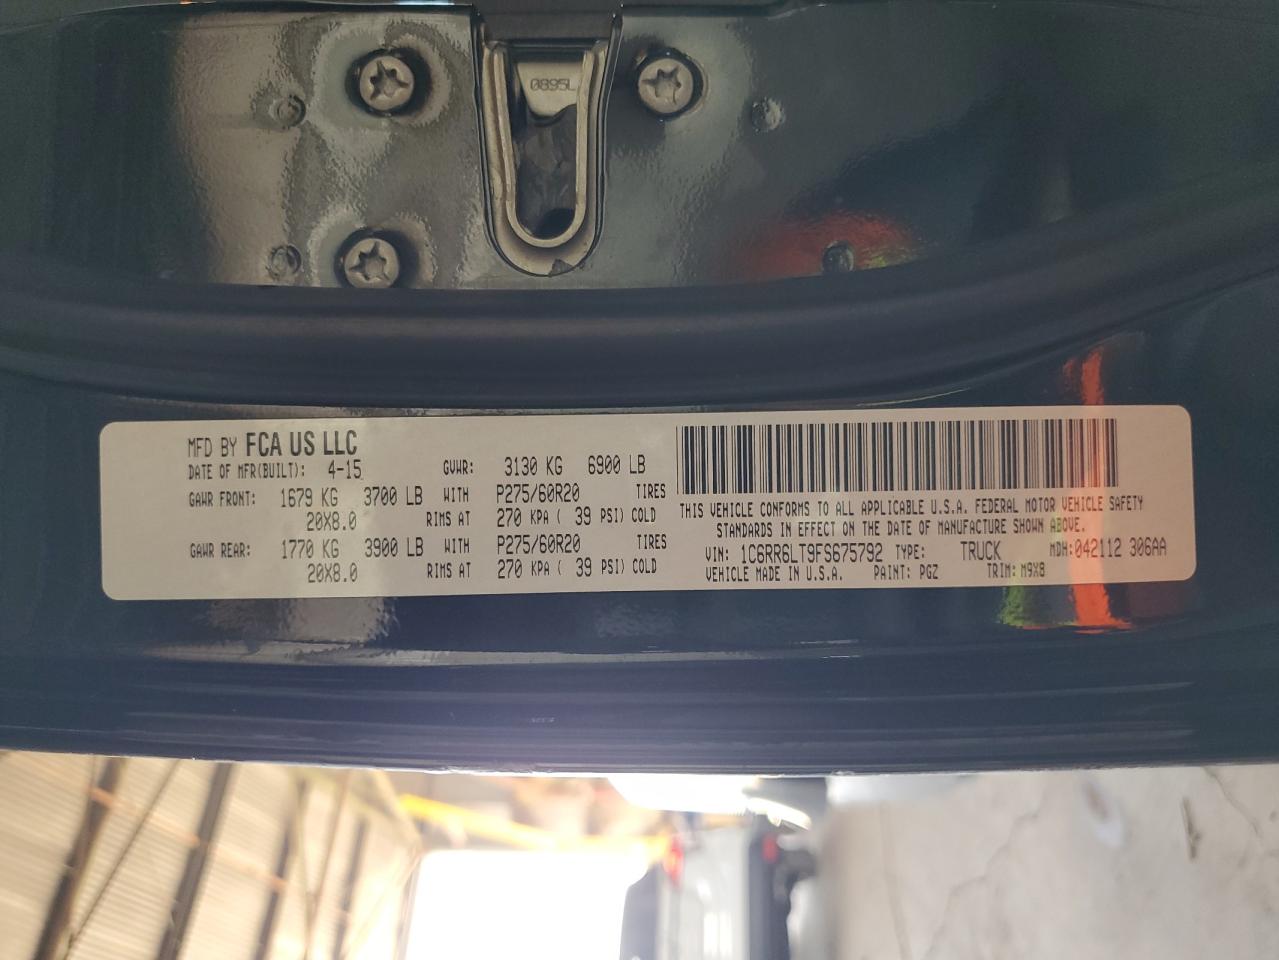 0895L
MFD BY FCA US LLC
DATE OF MFR(BUILT): 4-15 GVWR: 3130 KG 6900 LB
GAWR FRONT: 1679 KG 3700 LB WITH P275/60R20 TIRES
20X8.0 RIMS AT 270 KPA ( 39 PSI) COLD
GAWR REAR: 1770 KG 3900 LB WITH P275/60R20 TIRES
20X8.0 RIMS AT 270 KPA ( 39 PSI) COLD
THIS VEHICLE CONFORMS TO ALL APPLICABLE U.S.A. FEDERAL MOTOR VEHICLE SAFETY
STANDARDS IN EFFECT ON THE DATE OF MANUFACTURE SHOWN ABOVE.
VIN: 1C6RR6LT9FS675792 TYPE: TRUCK MDH: 042112 306AA
VEHICLE MADE IN U.S.A. PAINT: PGZ TRIM: M9X8